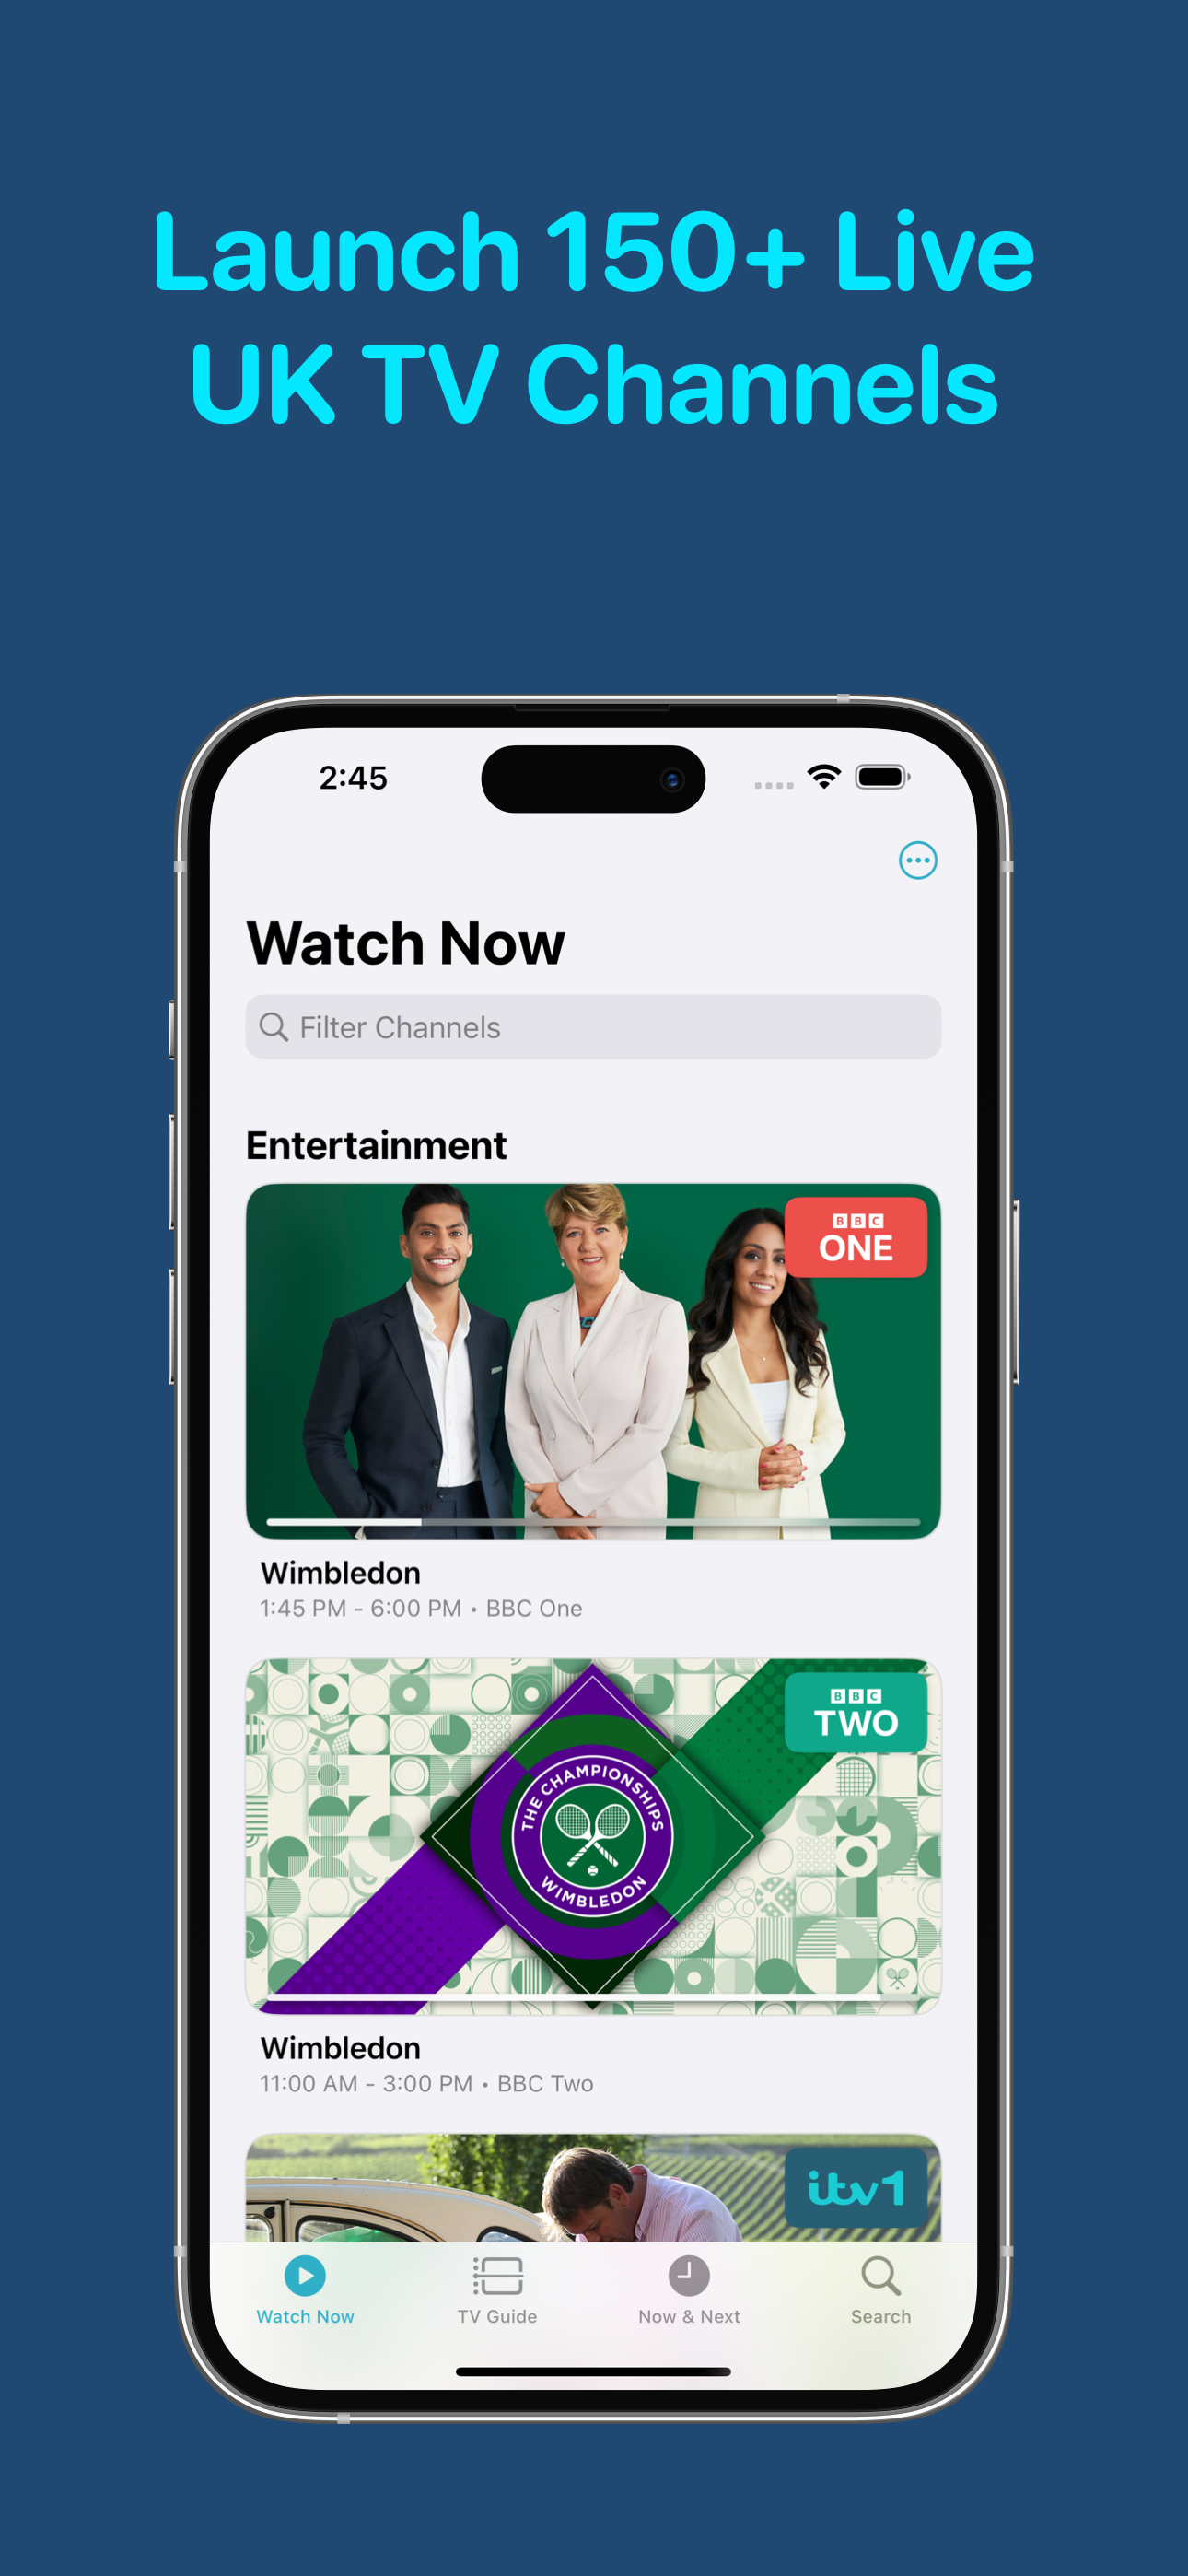 Launch 150+ Live
UK TV Channels
2:45
Watch Now
Filter Channels
Entertainment
BBC
ONE
Wimbledon
1:45 PM - 6:00 PM • BBC One
BBC
TWO
THE CHAMPIONSHIPS
WIMBLEDON
Wimbledon
11:00 AM - 3:00 PM • BBC Two
itv1
Watch Now
TV Guide
Now & Next
Search